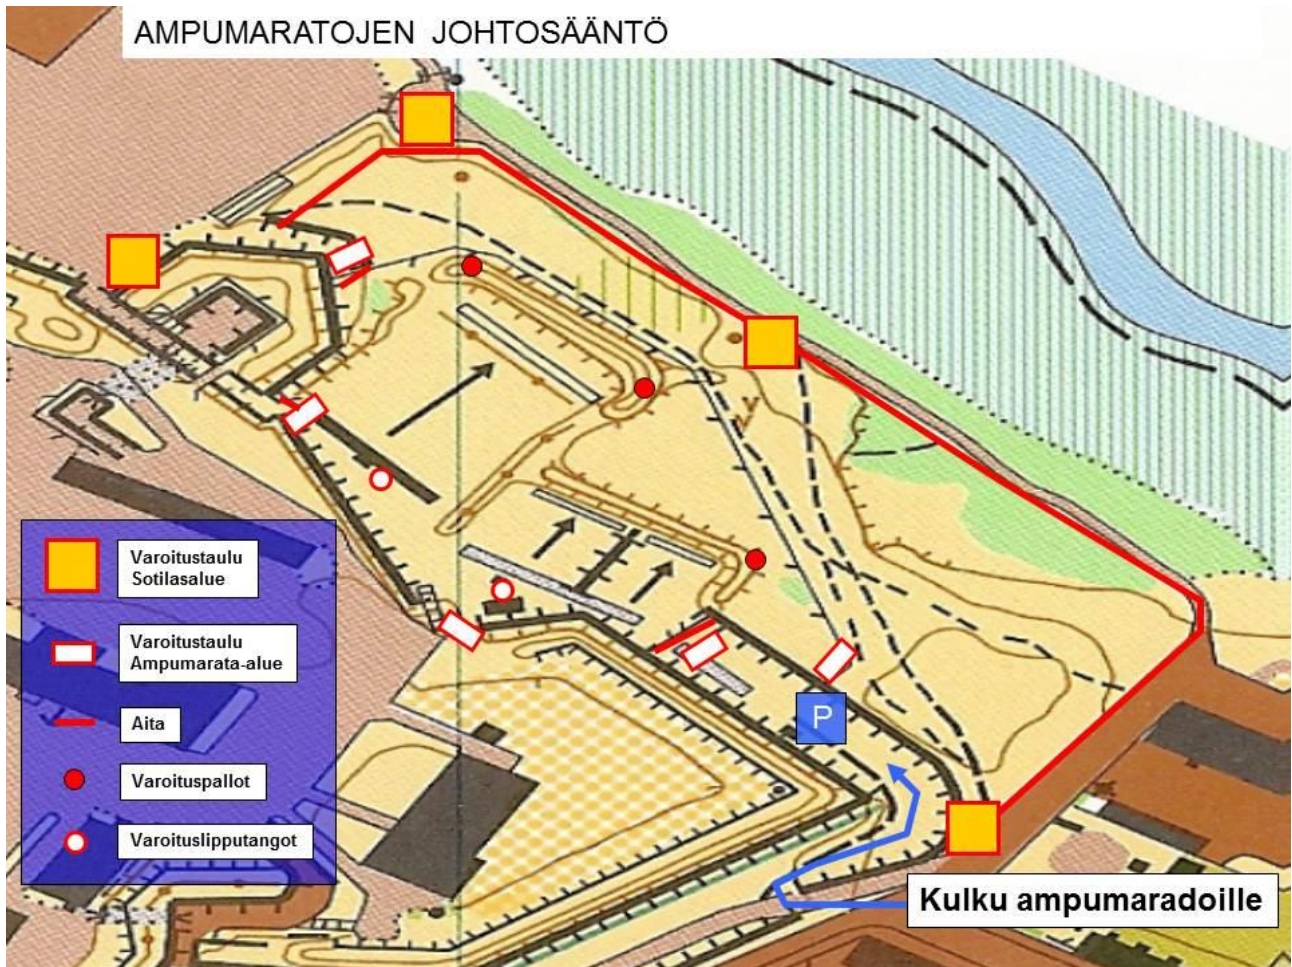 AMPUMARATOJEN JOHTOSÄÄNTÖ
Varoitustaulu
Sotilasalue
Varoitustaulu
Ampumarata-alue
Aita
Varoituspallot
Varoituslipputangot
P
Kulku ampumaradoille